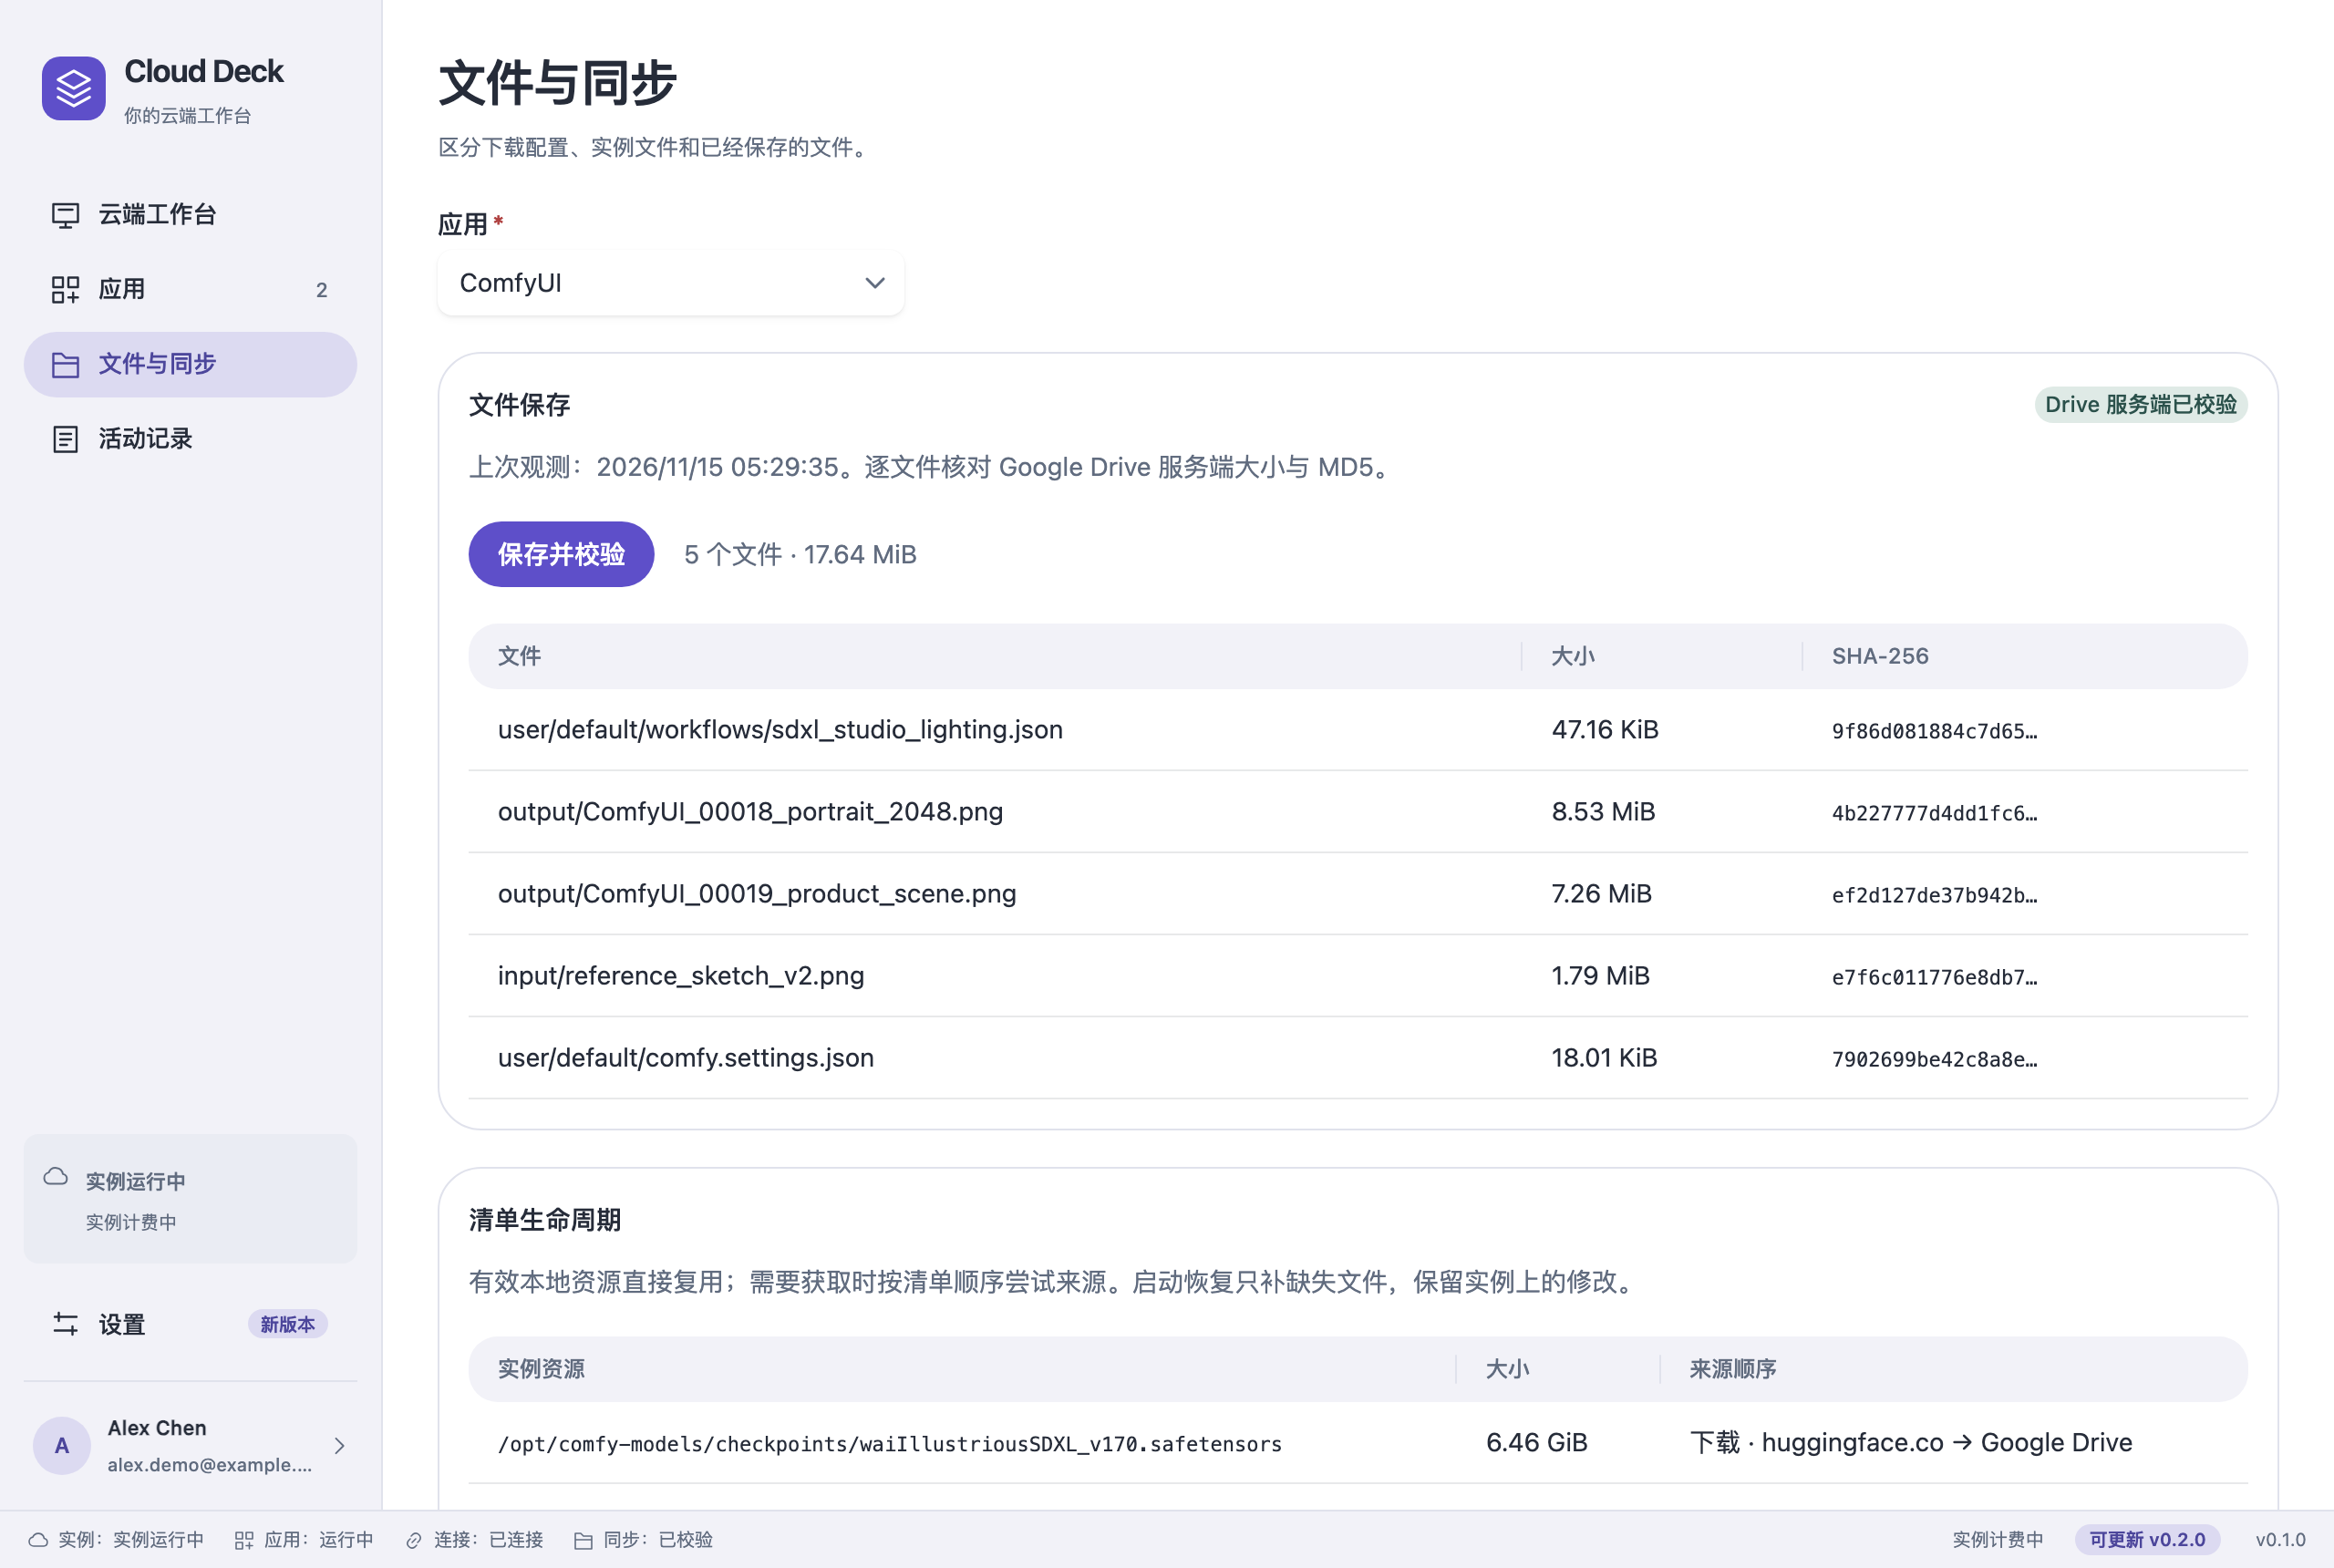 Cloud Deck
你的云端工作台
云端工作台
应用 2
文件与同步
活动记录
实例运行中
实例计费中
设置 新版本
A
Alex Chen
alex.demo@example....
文件与同步
区分下载配置、实例文件和已经保存的文件。
应用*
ComfyUI
文件保存 Drive 服务端已校验
上次观测：2026/11/15 05:29:35。逐文件核对 Google Drive 服务端大小与 MD5。
保存并校验 5 个文件 · 17.64 MiB
文件 大小 SHA-256
user/default/workflows/sdxl_studio_lighting.json 47.16 KiB 9f86d081884c7d65…
output/ComfyUI_00018_portrait_2048.png 8.53 MiB 4b227777d4dd1fc6…
output/ComfyUI_00019_product_scene.png 7.26 MiB ef2d127de37b942b…
input/reference_sketch_v2.png 1.79 MiB e7f6c011776e8db7…
user/default/comfy.settings.json 18.01 KiB 7902699be42c8a8e…
清单生命周期
有效本地资源直接复用；需要获取时按清单顺序尝试来源。启动恢复只补缺失文件，保留实例上的修改。
实例资源 大小 来源顺序
/opt/comfy-models/checkpoints/waiIllustriousSDXL_v170.safetensors 6.46 GiB 下载 · huggingface.co → Google Drive
实例：实例运行中 应用：运行中 连接：已连接 同步：已校验 实例计费中 可更新 v0.2.0 v0.1.0